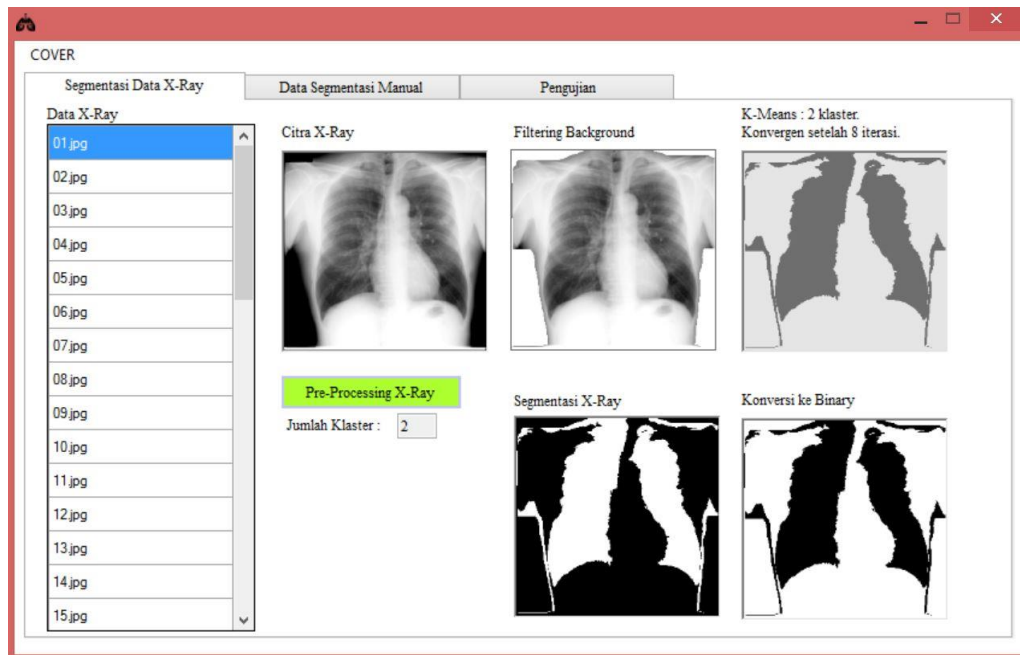 COVER
Segmentasi Data X-Ray
Data Segmentasi Manual
Pengujian
Data X-Ray
01.jpg
02.jpg
03.jpg
04.jpg
05.jpg
06.jpg
07.jpg
08.jpg
09.jpg
10.jpg
11.jpg
12.jpg
13.jpg
14.jpg
15.jpg
Citra X-Ray
Filtering Background
K-Means : 2 klaster.
Konvergen setelah 8 iterasi.
Pre-Processing X-Ray
Jumlah Klaster : 2
Segmentasi X-Ray
Konversi ke Binary